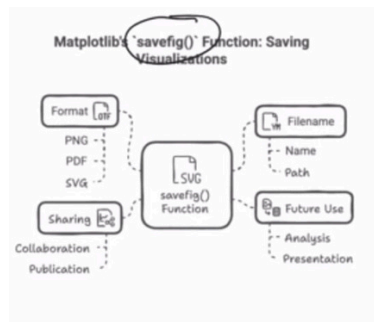 Matplotlib's `savefig()` Function: Saving
Visualizations
Format
PNG
PDF
SVG
Sharing
Collaboration
Publication
SVG
savefig()
Function
Filename
Name
Path
Future Use
Analysis
Presentation